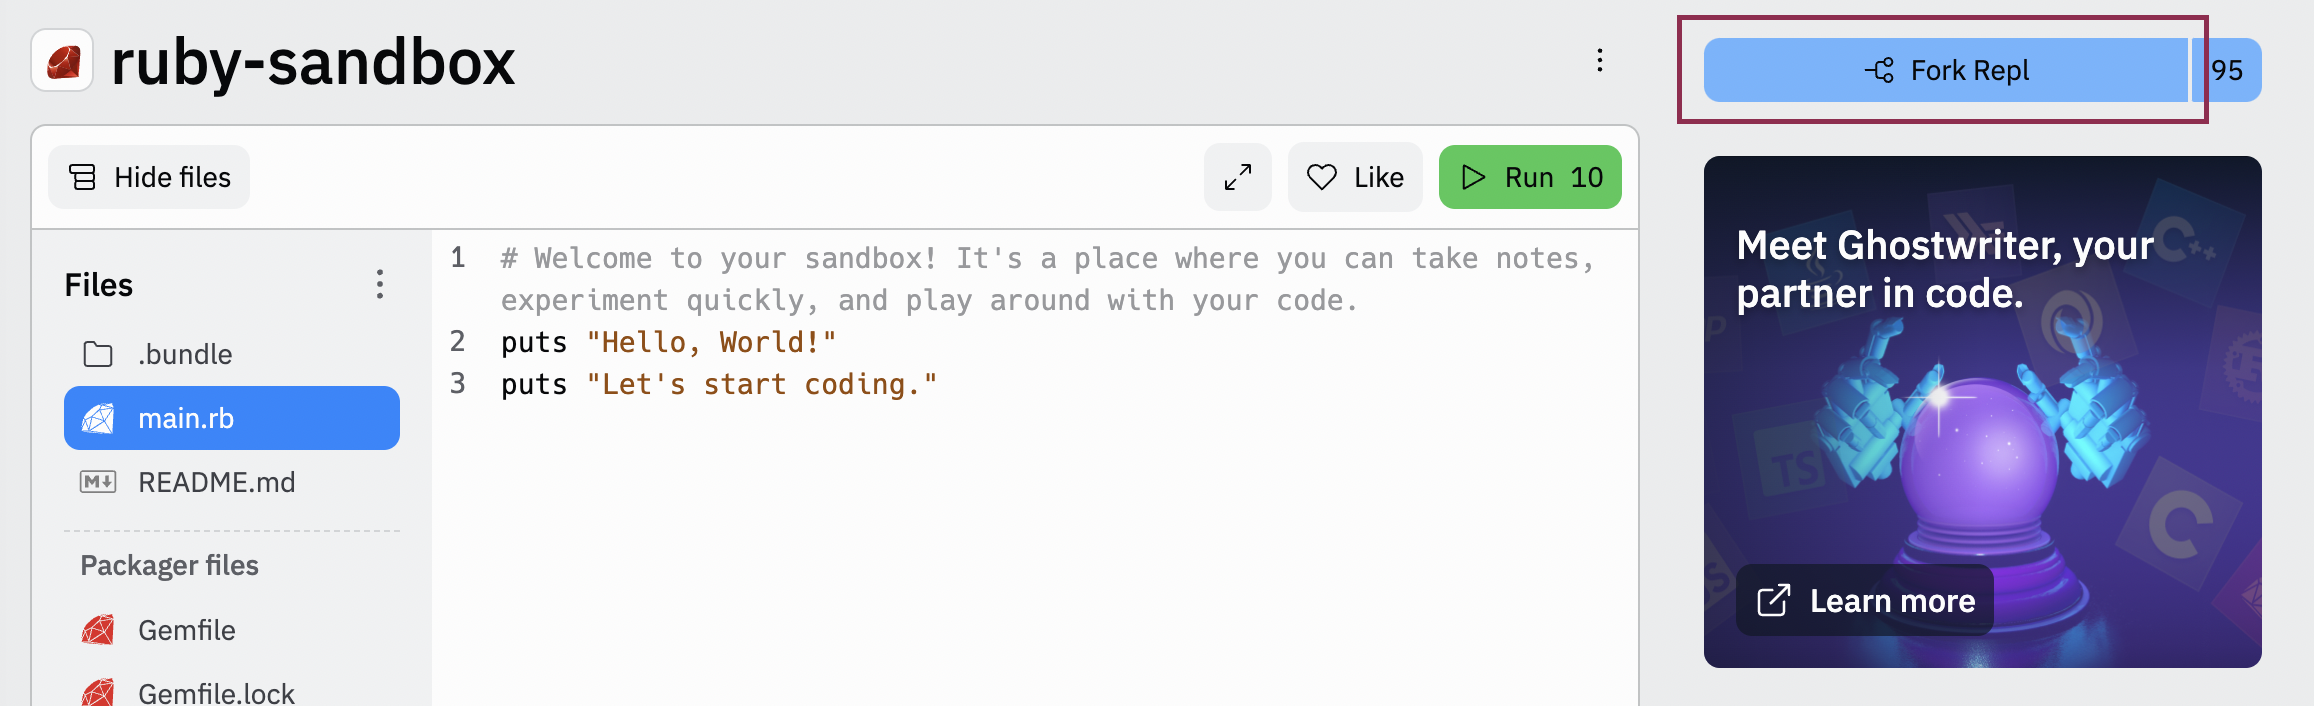 ruby-sandbox
Fork Repl 95
Hide files
Like
Run 10
Files
.bundle
main.rb
README.md
Packager files
Gemfile
Gemfile.lock
1 # Welcome to your sandbox! It's a place where you can take notes,
experiment quickly, and play around with your code.
2 puts "Hello, World!"
3 puts "Let's start coding."
Meet Ghostwriter, your
partner in code.
C++
TS
C
Learn more